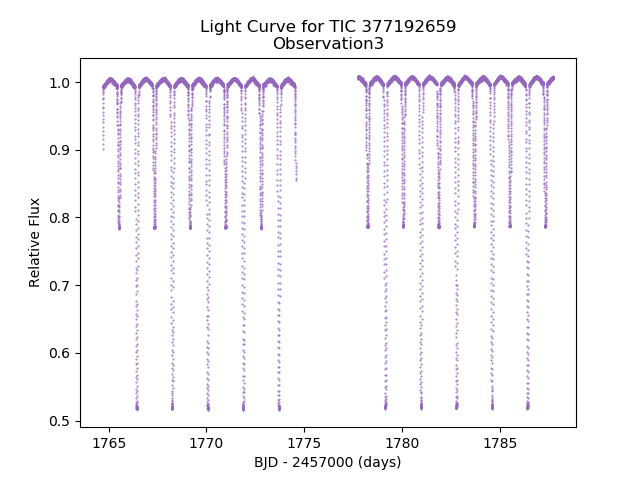 Light Curve for TIC 377192659
Observation3
1.0
0.9
0.8
0.7
0.6
0.5
Relative Flux
1765
1770
1775
1780
1785
BJD - 2457000 (days)